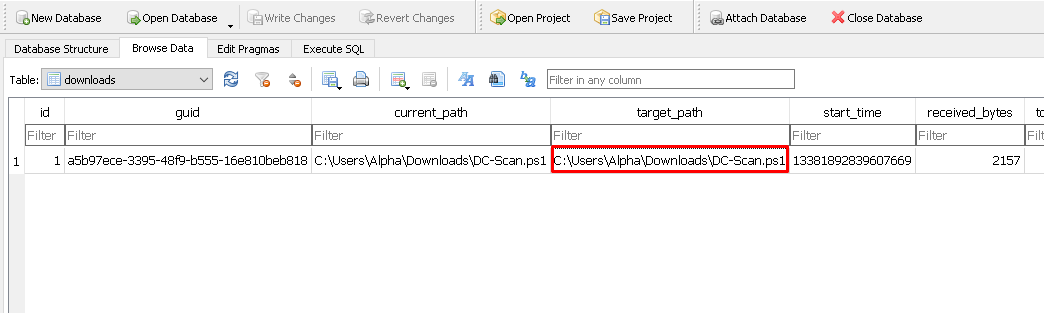 New Database Open Database Write Changes Revert Changes Open Project Save Project Attach Database Close Database
Database Structure Browse Data Edit Pragmas Execute SQL
Table: downloads Filter in any column
id guid current_path target_path start_time received_bytes to
Filter Filter Filter Filter Filter Filter
1 1 a5b97ece-3395-48f9-b555-16e810beb818 C:\Users\Alpha\Downloads\DC-Scan.ps1 C:\Users\Alpha\Downloads\DC-Scan.ps1 13381892839607669 2157